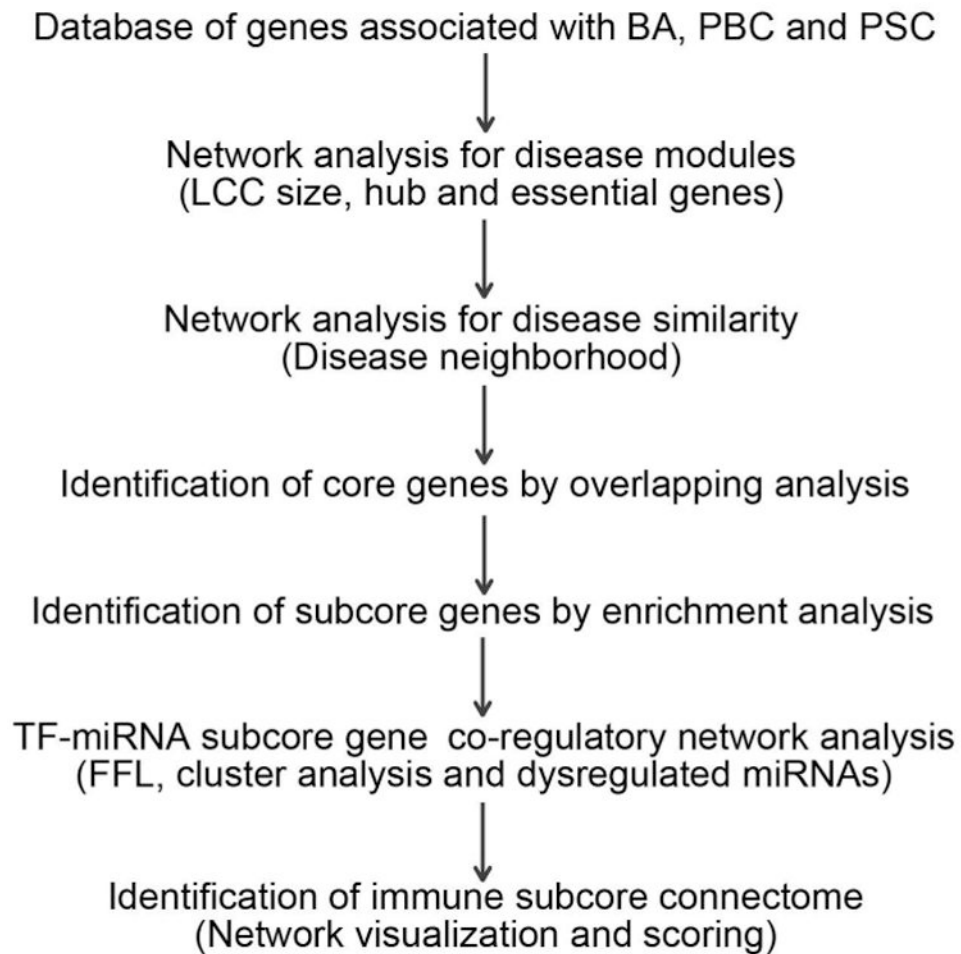 Database of genes associated with BA, PBC and PSC
Network analysis for disease modules
(LCC size, hub and essential genes)
Network analysis for disease similarity
(Disease neighborhood)
Identification of core genes by overlapping analysis
Identification of subcore genes by enrichment analysis
TF-miRNA subcore gene co-regulatory network analysis
(FFL, cluster analysis and dysregulated miRNAs)
Identification of immune subcore connectome
(Network visualization and scoring)